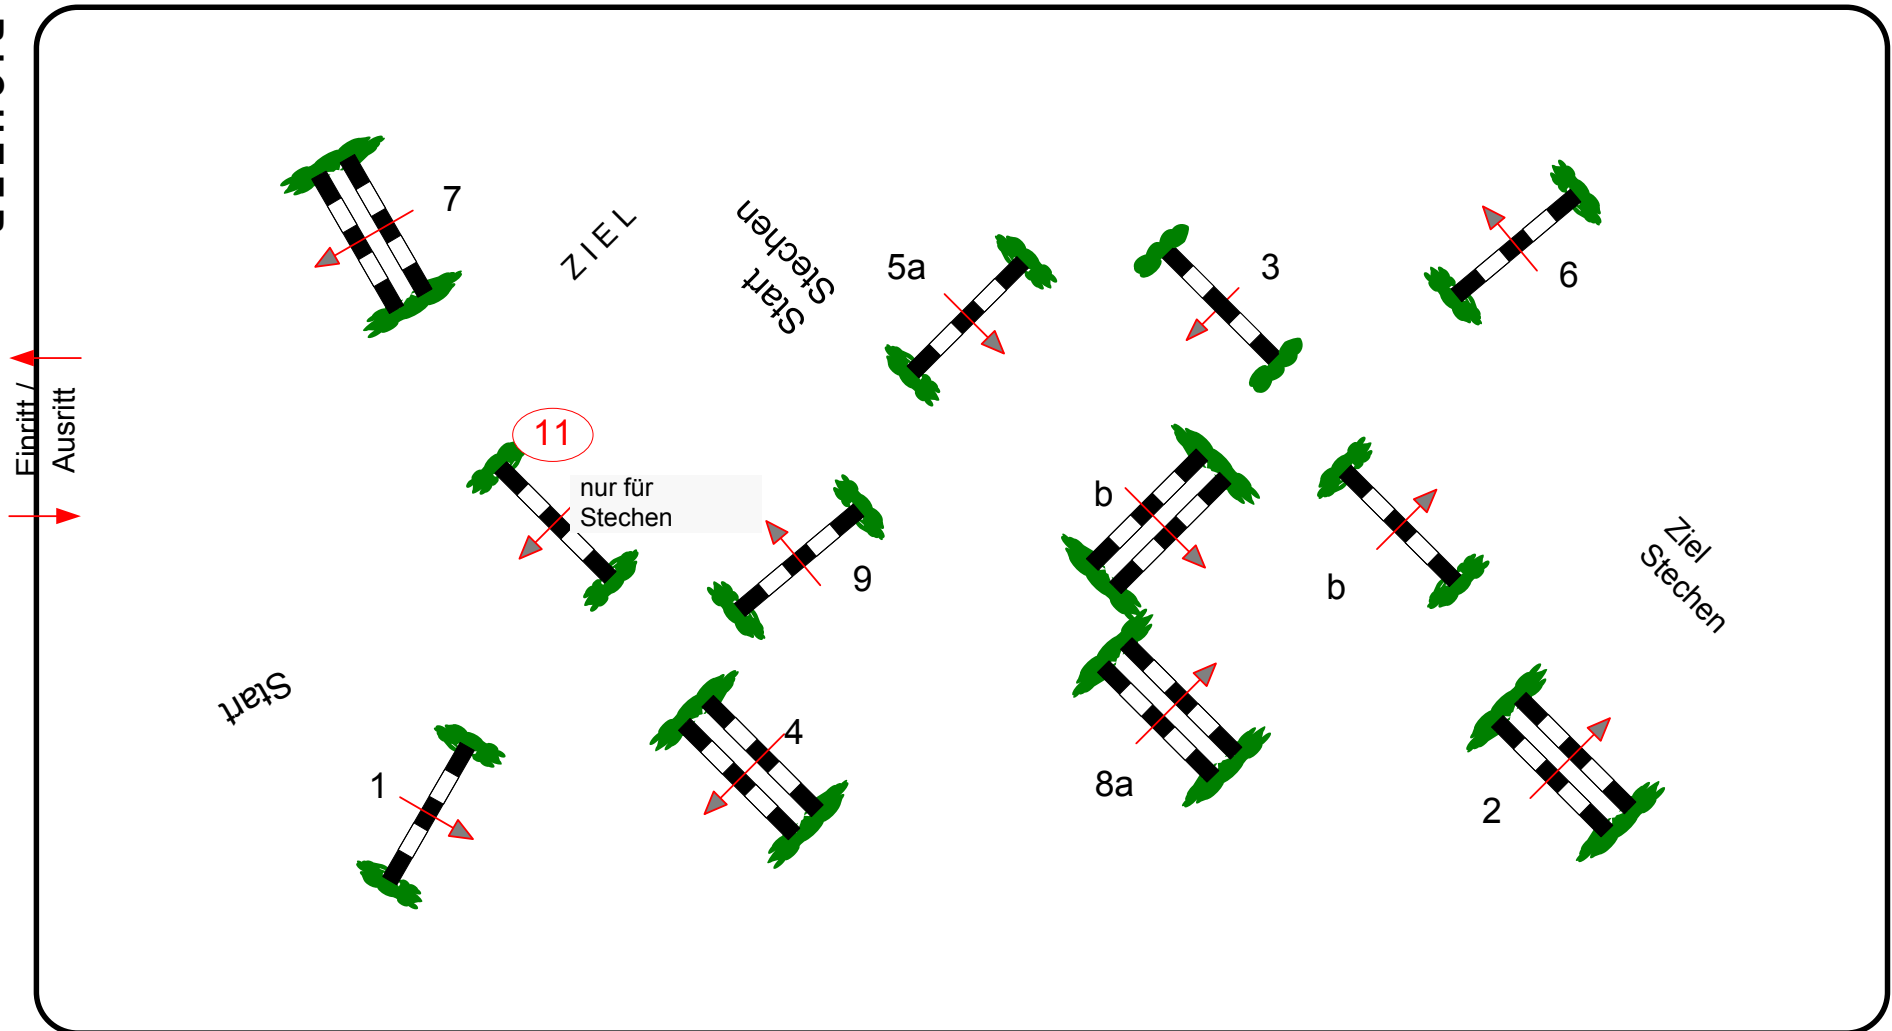 7
ZIEL
Start
Stechen
5a
3
6
Einritt /
Ausritt
11
nur für
Stechen
9
b
b
Ziel
Stechen
Start
1
4
8a
2